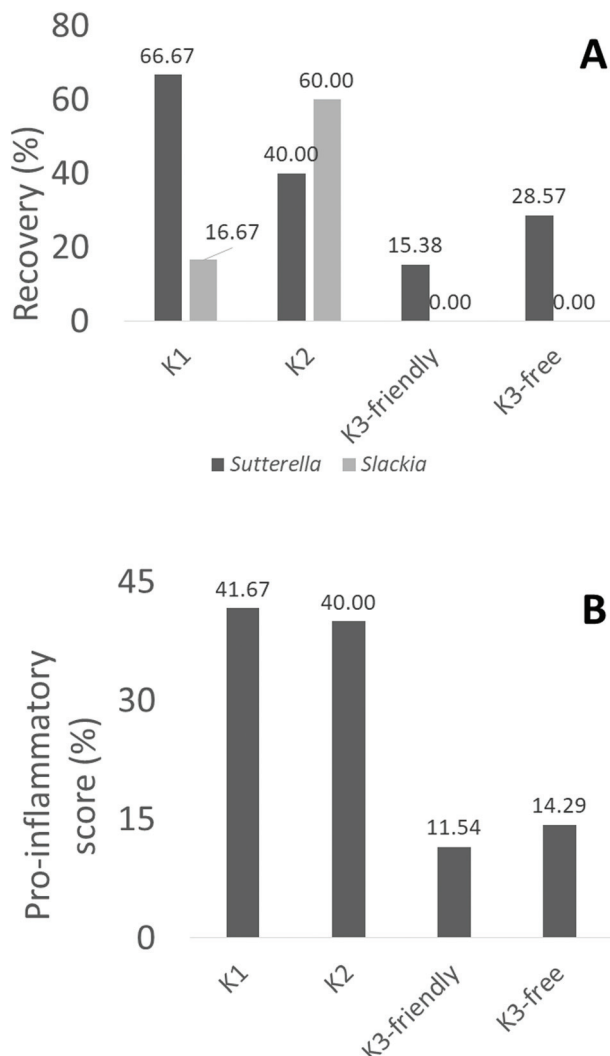 A
Recovery (%)
80
60
40
20
0
66.67
16.67
40.00
60.00
15.38
0.00
28.57
0.00
K1
K2
K3-friendly
K3-free
Sutterella
Slackia
B
Pro-inflammatory
score (%)
45
30
15
0
41.67
40.00
11.54
14.29
K1
K2
K3-friendly
K3-free